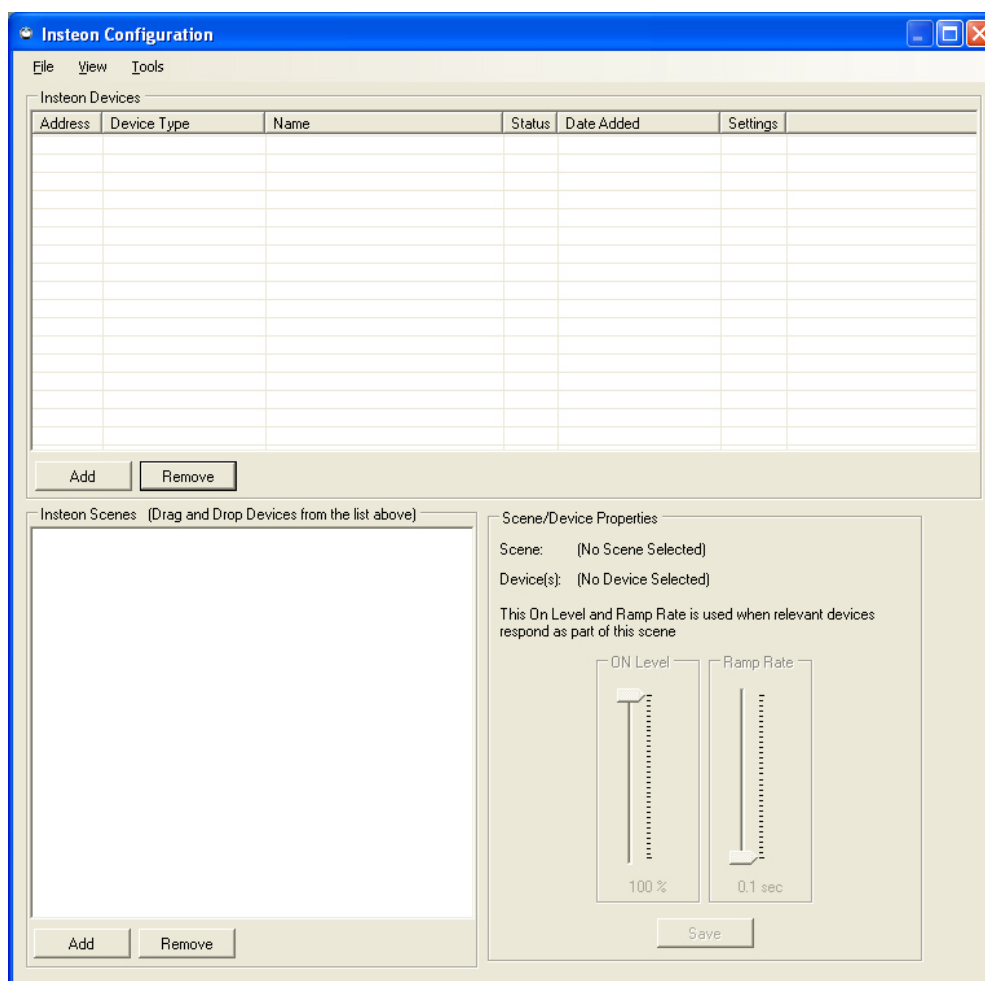 Insteon Configuration
File View Tools
Insteon Devices
Address Device Type Name Status Date Added Settings
Add Remove
Insteon Scenes (Drag and Drop Devices from the list above)
Add Remove
Scene/Device Properties
Scene: (No Scene Selected)
Device(s): (No Device Selected)
This On Level and Ramp Rate is used when relevant devices
respond as part of this scene
ON Level Ramp Rate
100 % 0.1 sec
Save